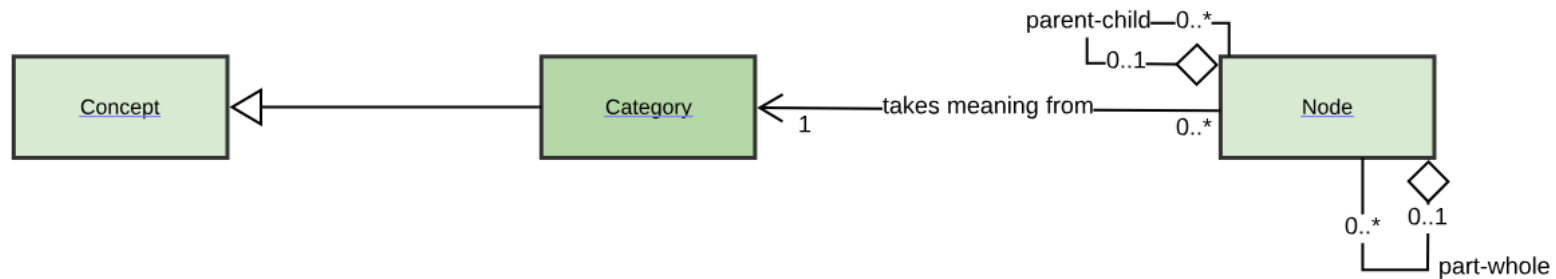 parent-child 0..*
0..1
Concept
Category
takes meaning from
Node
1
0..*
0..*
0..1
part-whole